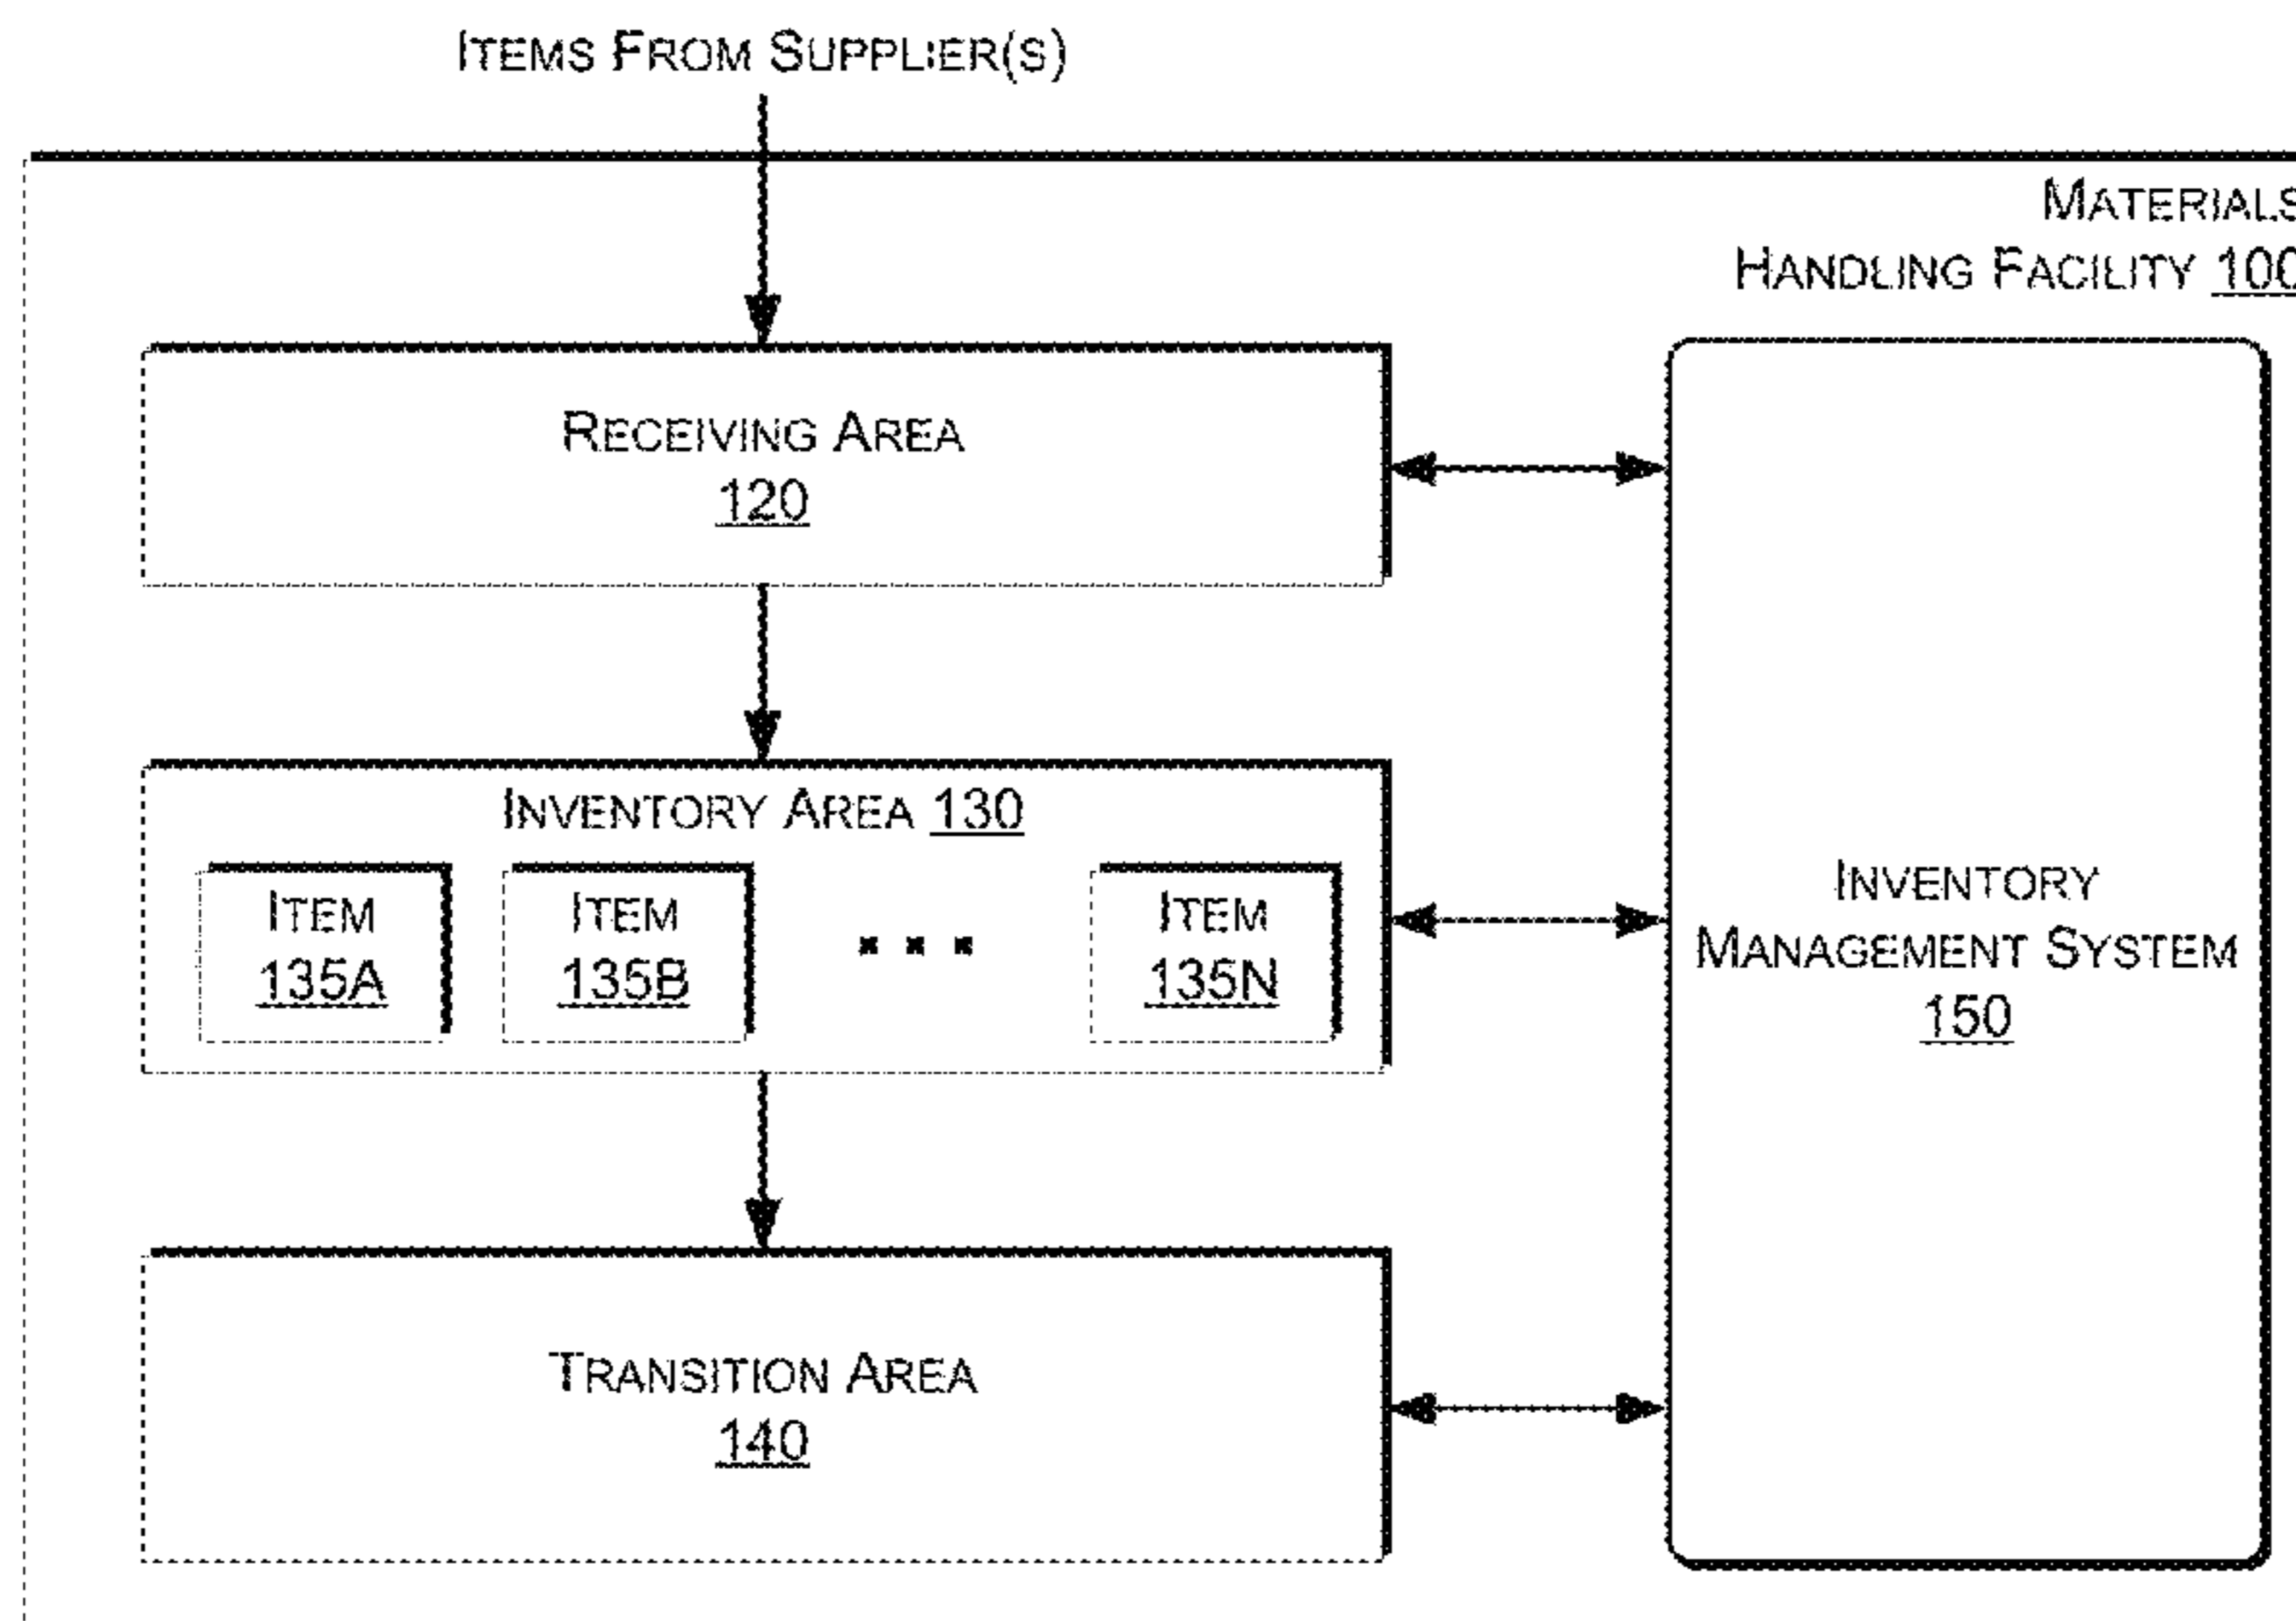 ITEMS FROM SUPPLIER(S)
MATERIALS
HANDLING FACILITY 100
RECEIVING AREA
120
INVENTORY AREA 130
ITEM
135A
ITEM
135B
...
ITEM
135N
INVENTORY
MANAGEMENT SYSTEM
150
TRANSITION AREA
140